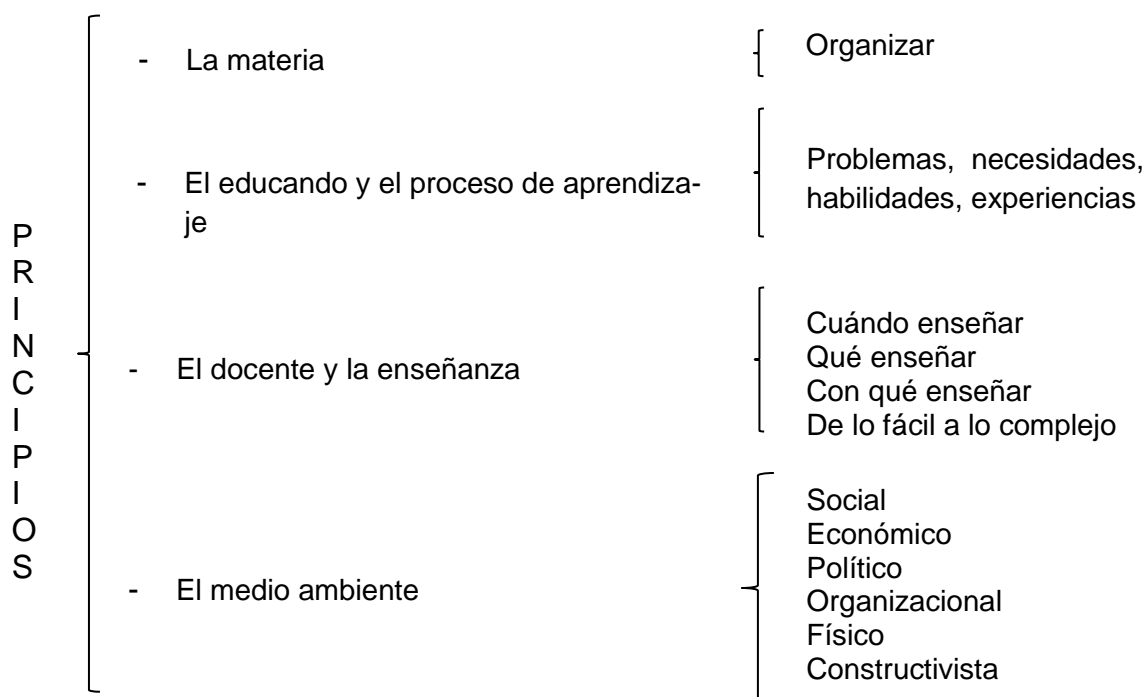 PRINCIPIOS
- La materia
Organizar
- El educando y el proceso de aprendiza-
je
Problemas, necesidades,
habilidades, experiencias
- El docente y la enseñanza
Cuándo enseñar
Qué enseñar
Con qué enseñar
De lo fácil a lo complejo
- El medio ambiente
Social
Económico
Político
Organizacional
Físico
Constructivista